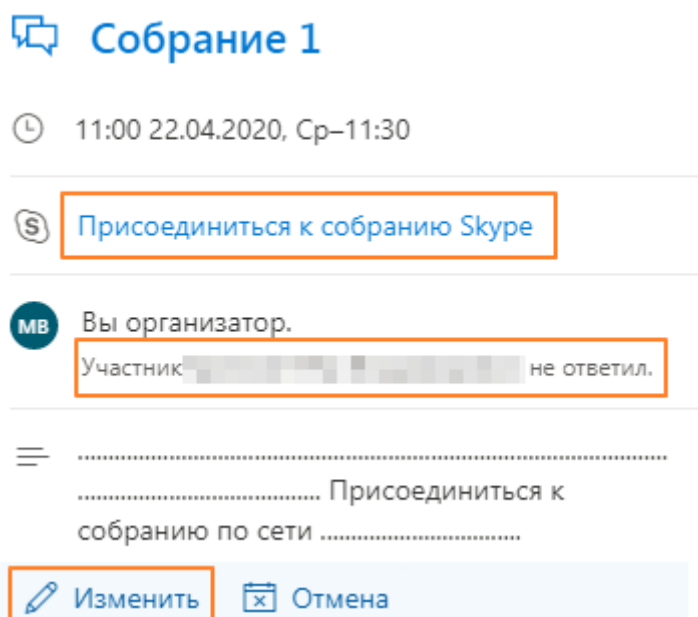 Собрание 1
11:00 22.04.2020, Ср–11:30
Присоединиться к собранию Skype
МВ Вы организатор.
Участник не ответил.
................................................................................................
........................................ Присоединиться к
собранию по сети .................................
Изменить Отмена